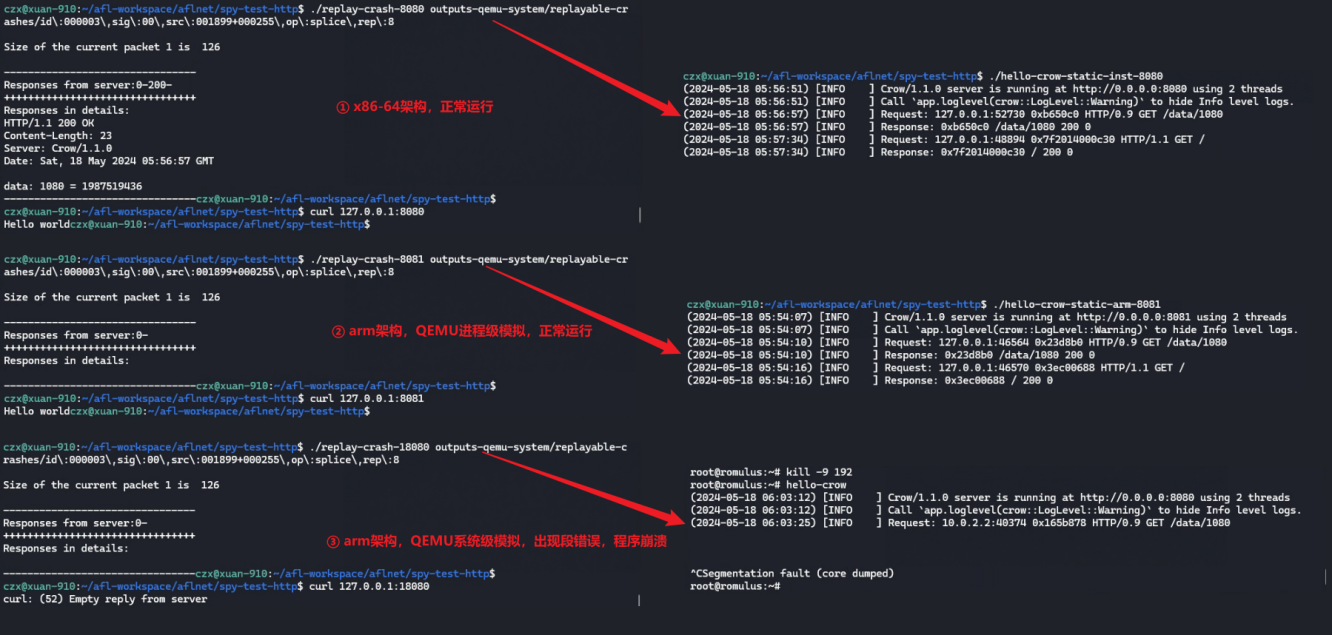 czx@xuan-910:~/afl-workspace/aflnet/spy-test-http$ ./replay-crash-8080 outputs-qemu-system/replayable-cr
ashes/id\:000003\,sig\:00\,src\:001899+000255\,op\:splice\,rep\:8
Size of the current packet 1 is  126
--------------------------------
Responses from server:0-200-
++++++++++++++++++++++++++++++++
Responses in details:
HTTP/1.1 200 OK
Content-Length: 23
Server: Crow/1.1.0
Date: Sat, 18 May 2024 05:56:57 GMT
data: 1080 = 1987519436
--------------------------------czx@xuan-910:~/afl-workspace/aflnet/spy-test-http$
czx@xuan-910:~/afl-workspace/aflnet/spy-test-http$ curl 127.0.0.1:8080
Hello worldczx@xuan-910:~/afl-workspace/aflnet/spy-test-http$
① x86-64架构，正常运行
czx@xuan-910:~/afl-workspace/aflnet/spy-test-http$ ./hello-crow-static-inst-8080
(2024-05-18 05:56:51) [INFO    ] Crow/1.1.0 server is running at http://0.0.0.0:8080 using 2 threads
(2024-05-18 05:56:51) [INFO    ] Call `app.loglevel(crow::LogLevel::Warning)` to hide Info level logs.
(2024-05-18 05:56:57) [INFO    ] Request: 127.0.0.1:52730 0xb650c0 HTTP/0.9 GET /data/1080
(2024-05-18 05:56:57) [INFO    ] Response: 0xb650c0 /data/1080 200 0
(2024-05-18 05:57:34) [INFO    ] Request: 127.0.0.1:48894 0x7f2014000c30 HTTP/1.1 GET /
(2024-05-18 05:57:34) [INFO    ] Response: 0x7f2014000c30 / 200 0
czx@xuan-910:~/afl-workspace/aflnet/spy-test-http$ ./replay-crash-8081 outputs-qemu-system/replayable-cr
ashes/id\:000003\,sig\:00\,src\:001899+000255\,op\:splice\,rep\:8
Size of the current packet 1 is  126
--------------------------------
Responses from server:0-
++++++++++++++++++++++++++++++++
Responses in details:
--------------------------------czx@xuan-910:~/afl-workspace/aflnet/spy-test-http$
czx@xuan-910:~/afl-workspace/aflnet/spy-test-http$ curl 127.0.0.1:8081
Hello worldczx@xuan-910:~/afl-workspace/aflnet/spy-test-http$
② arm架构，QEMU进程级模拟，正常运行
czx@xuan-910:~/afl-workspace/aflnet/spy-test-http$ ./hello-crow-static-arm-8081
(2024-05-18 05:54:07) [INFO    ] Crow/1.1.0 server is running at http://0.0.0.0:8081 using 2 threads
(2024-05-18 05:54:07) [INFO    ] Call `app.loglevel(crow::LogLevel::Warning)` to hide Info level logs.
(2024-05-18 05:54:10) [INFO    ] Request: 127.0.0.1:46564 0x23d8b0 HTTP/0.9 GET /data/1080
(2024-05-18 05:54:10) [INFO    ] Response: 0x23d8b0 /data/1080 200 0
(2024-05-18 05:54:16) [INFO    ] Request: 127.0.0.1:46570 0x3ec00688 HTTP/1.1 GET /
(2024-05-18 05:54:16) [INFO    ] Response: 0x3ec00688 / 200 0
czx@xuan-910:~/afl-workspace/aflnet/spy-test-http$ ./replay-crash-18080 outputs-qemu-system/replayable-c
rashes/id\:000003\,sig\:00\,src\:001899+000255\,op\:splice\,rep\:8
Size of the current packet 1 is  126
--------------------------------
Responses from server:0-
++++++++++++++++++++++++++++++++
Responses in details:
--------------------------------czx@xuan-910:~/afl-workspace/aflnet/spy-test-http$
czx@xuan-910:~/afl-workspace/aflnet/spy-test-http$ curl 127.0.0.1:18080
curl: (52) Empty reply from server
③ arm架构，QEMU系统级模拟，出现段错误，程序崩溃
root@romulus:~# kill -9 192
root@romulus:~# hello-crow
(2024-05-18 06:03:12) [INFO    ] Crow/1.1.0 server is running at http://0.0.0.0:8080 using 2 threads
(2024-05-18 06:03:12) [INFO    ] Call `app.loglevel(crow::LogLevel::Warning)` to hide Info level logs.
(2024-05-18 06:03:25) [INFO    ] Request: 10.0.2.2:40374 0x165b878 HTTP/0.9 GET /data/1080
^CSegmentation fault (core dumped)
root@romulus:~#